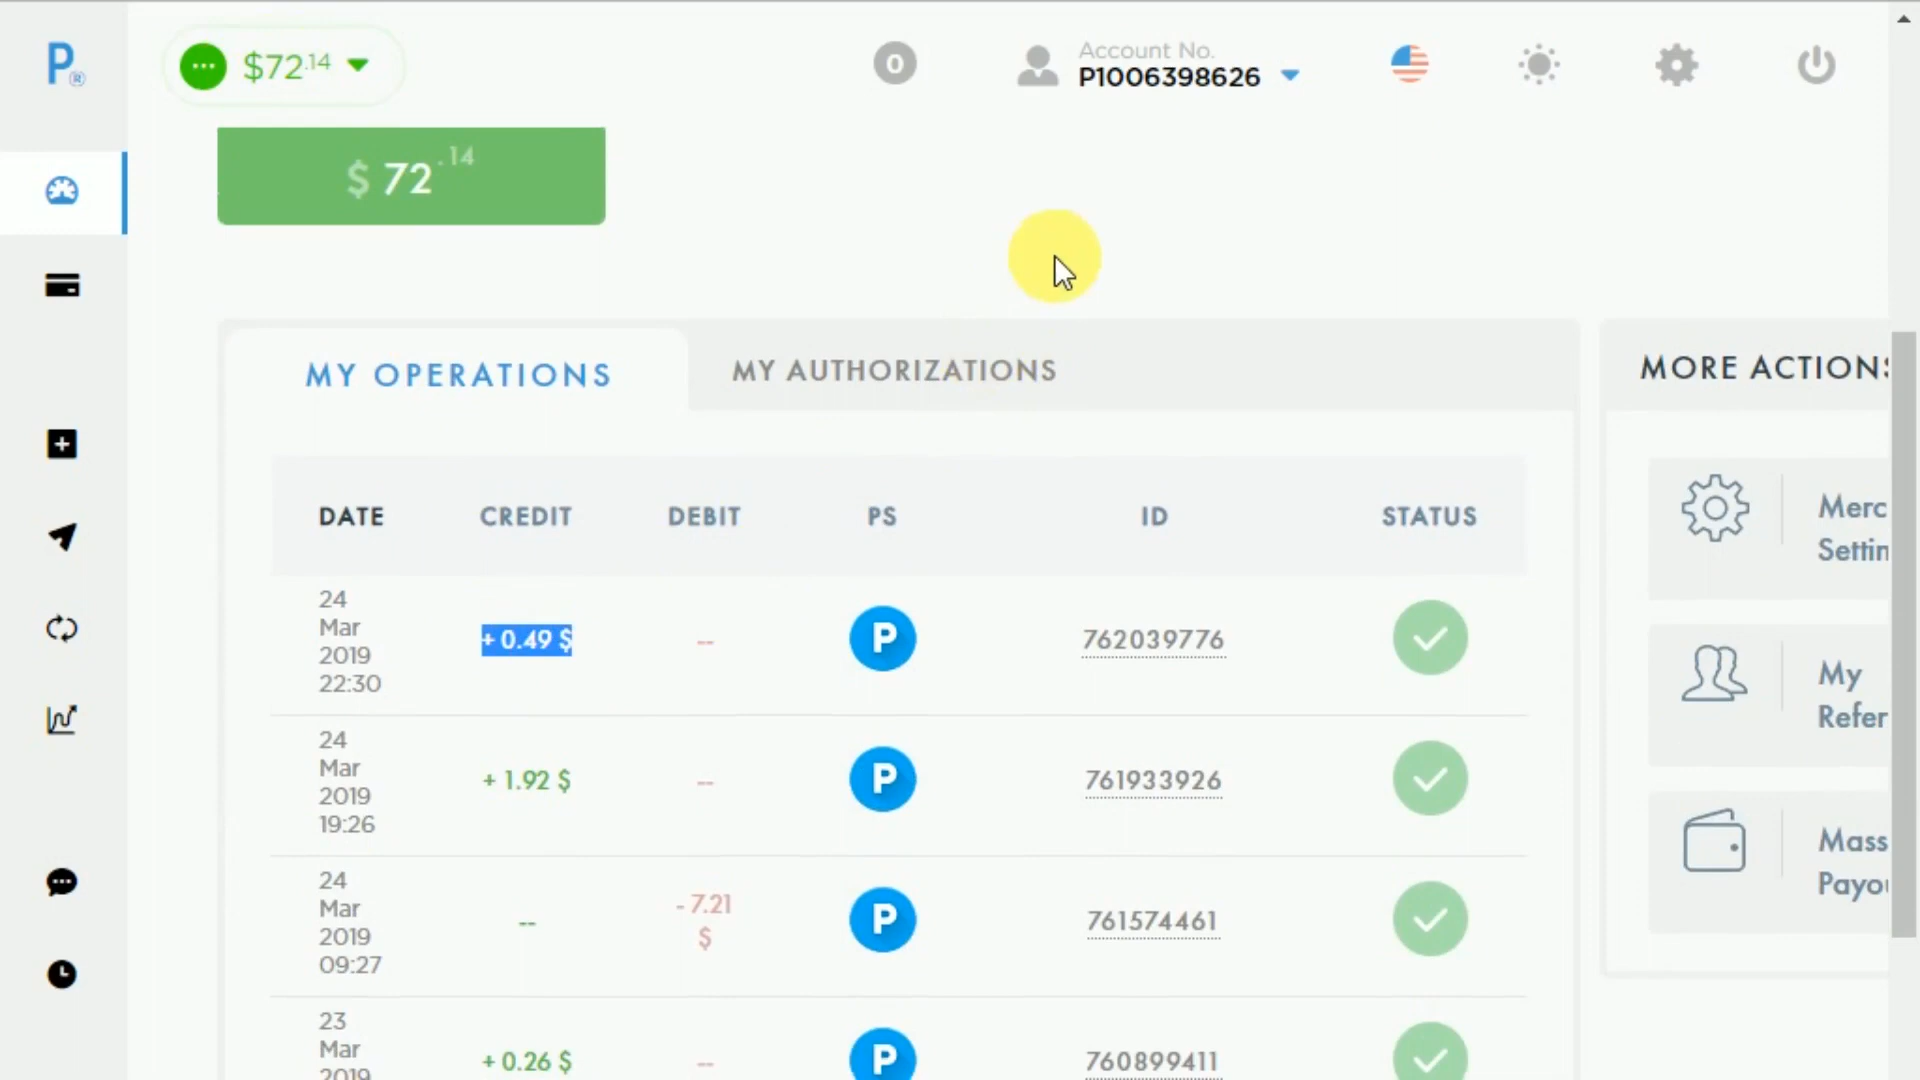 P®
$72.14
0
Account No.
P1006398626
$ 72.14
MY OPERATIONS
MY AUTHORIZATIONS
MORE ACTIONS
DATE CREDIT DEBIT PS ID STATUS
24
Mar
2019
22:30
+ 0.49 $ -- P 762039776
24
Mar
2019
19:26
+ 1.92 $ -- P 761933926
24
Mar
2019
09:27
-- - 7.21
$
P 761574461
23
Mar
2019
+ 0.26 $ -- P 760899411
Merc
Settin
My
Refer
Mass
Payou